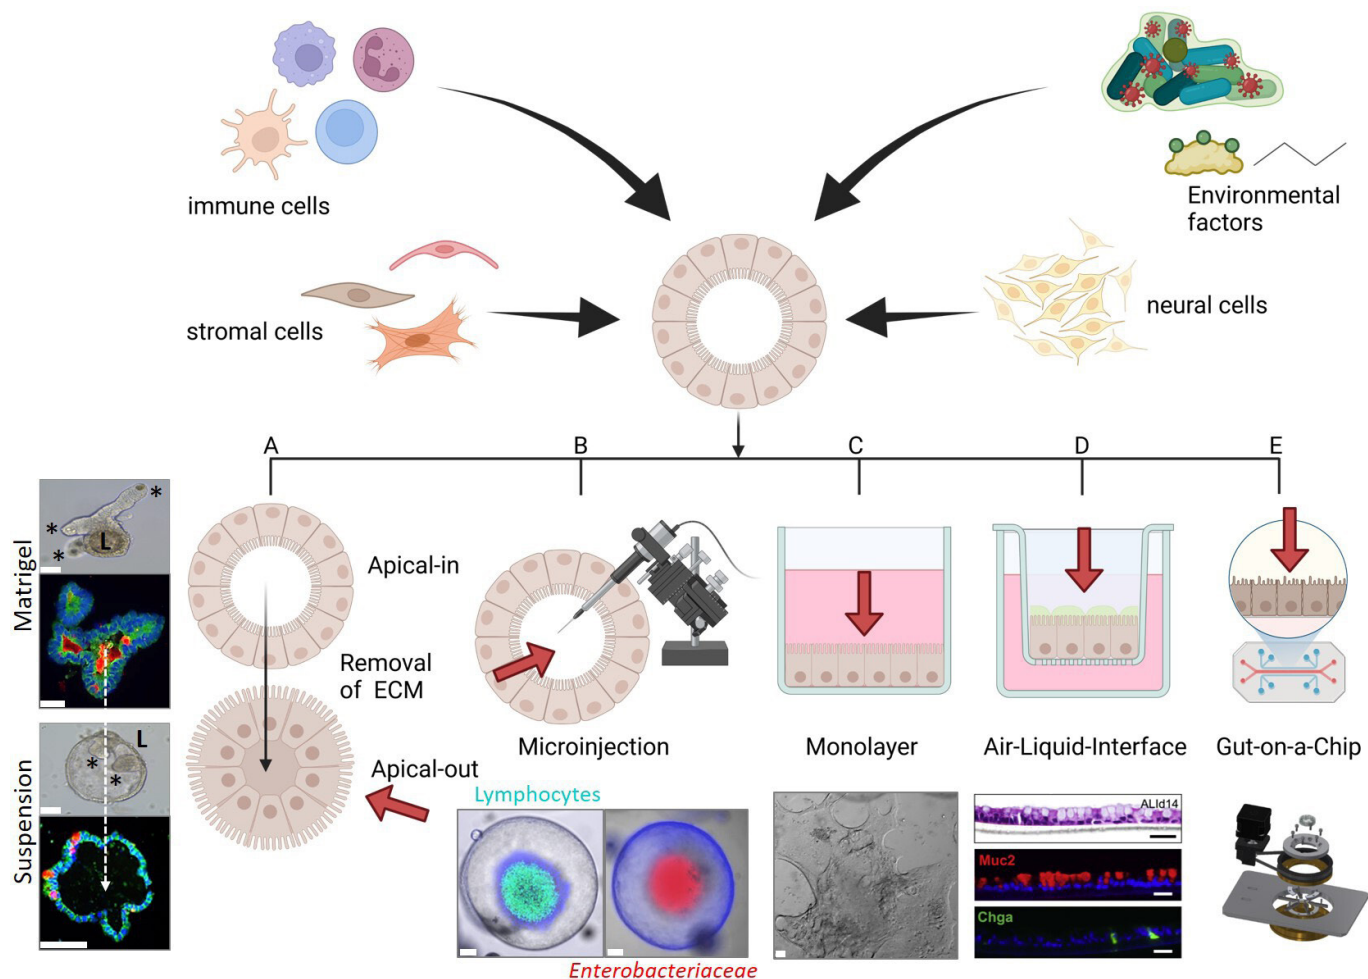 immune cells
Environmental
factors
stromal cells
neural cells
A
B
C
D
E
Matrigel
*
*
*
L
Apical-in
Removal
of ECM
Suspension
L
*
*
Apical-out
Microinjection
Monolayer
Air-Liquid-Interface
Gut-on-a-Chip
Lymphocytes
Enterobacteriaceae
ALId14
Muc2
Chga